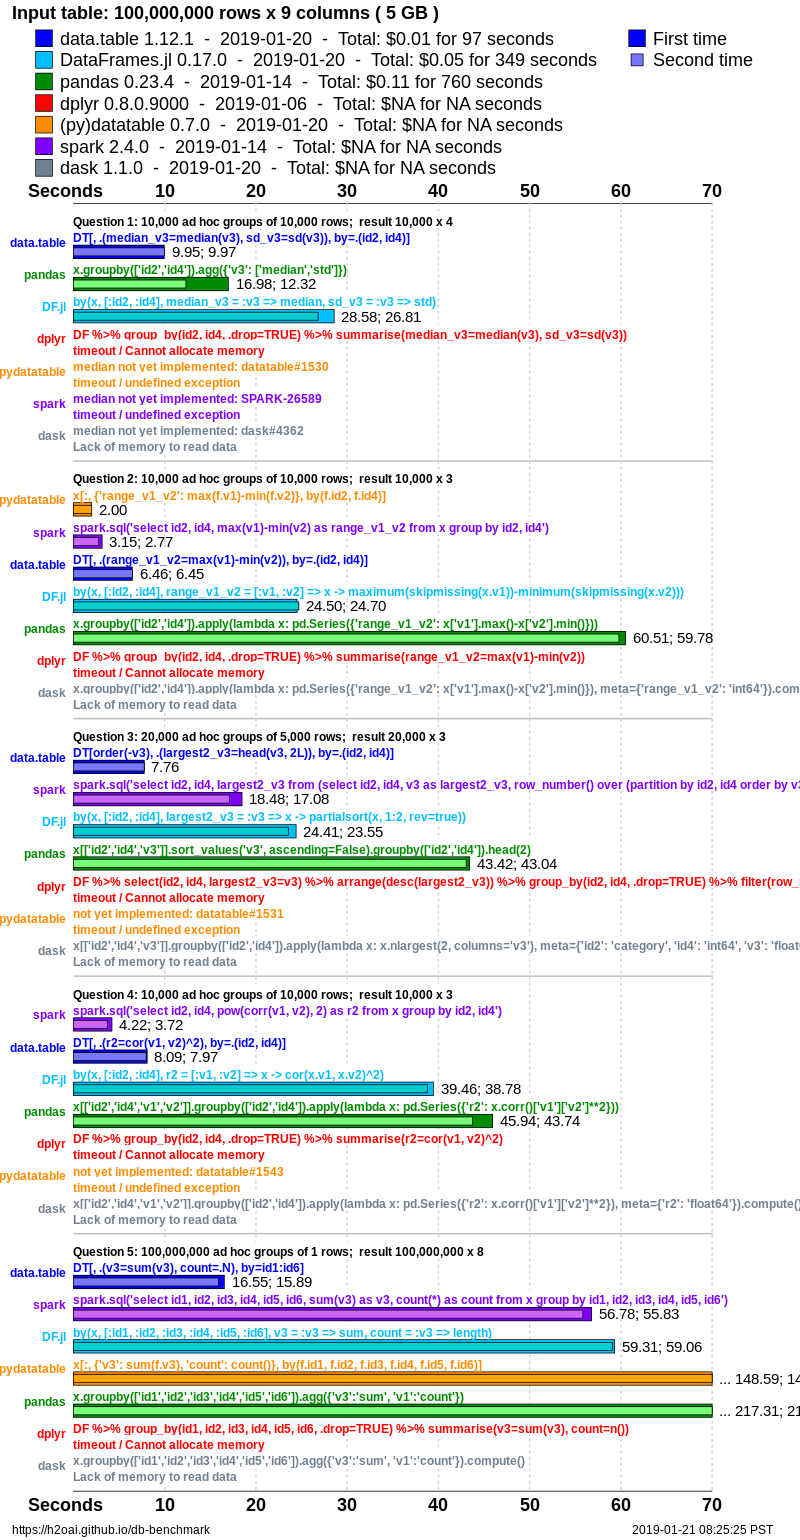 Input table: 100,000,000 rows x 9 columns ( 5 GB )
data.table 1.12.1 - 2019-01-20 - Total: $0.01 for 97 seconds
First time
DataFrames.jl 0.17.0 - 2019-01-20 - Total: $0.05 for 349 seconds
Second time
pandas 0.23.4 - 2019-01-14 - Total: $0.11 for 760 seconds
dplyr 0.8.0.9000 - 2019-01-06 - Total: $NA for NA seconds
(py)datatable 0.7.0 - 2019-01-20 - Total: $NA for NA seconds
spark 2.4.0 - 2019-01-14 - Total: $NA for NA seconds
dask 1.1.0 - 2019-01-20 - Total: $NA for NA seconds
Seconds 10 20 30 40 50 60 70
Question 1: 10,000 ad hoc groups of 10,000 rows; result 10,000 x 4
DT[, .(median_v3=median(v3), sd_v3=sd(v3)), by=.(id2, id4)]
data.table 9.95; 9.97
x.groupby(['id2','id4']).agg({'v3': ['median','std']})
pandas 16.98; 12.32
by(x, [:id2, :id4], median_v3 = :v3 => median, sd_v3 = :v3 => std)
DF.jl 28.58; 26.81
DF %>% group_by(id2, id4, .drop=TRUE) %>% summarise(median_v3=median(v3), sd_v3=sd(v3))
dplyr timeout / Cannot allocate memory
median not yet implemented: datatable#1530
pydatatable timeout / undefined exception
median not yet implemented: SPARK-26589
spark timeout / undefined exception
median not yet implemented: dask#4362
dask Lack of memory to read data
Question 2: 10,000 ad hoc groups of 10,000 rows; result 10,000 x 3
x[:, {'range_v1_v2': max(f.v1)-min(f.v2)}, by(f.id2, f.id4)]
pydatatable 2.00
spark.sql('select id2, id4, max(v1)-min(v2) as range_v1_v2 from x group by id2, id4')
spark 3.15; 2.77
DT[, .(range_v1_v2=max(v1)-min(v2)), by=.(id2, id4)]
data.table 6.46; 6.45
by(x, [:id2, :id4], range_v1_v2 = [:v1, :v2] => x -> maximum(skipmissing(x.v1))-minimum(skipmissing(x.v2)))
DF.jl 24.50; 24.70
x.groupby(['id2','id4']).apply(lambda x: pd.Series({'range_v1_v2': x['v1'].max()-x['v2'].min()}))
pandas 60.51; 59.78
DF %>% group_by(id2, id4, .drop=TRUE) %>% summarise(range_v1_v2=max(v1)-min(v2))
dplyr timeout / Cannot allocate memory
x.groupby(['id2','id4']).apply(lambda x: pd.Series({'range_v1_v2': x['v1'].max()-x['v2'].min()}), meta={'range_v1_v2': 'int64'}).com
dask Lack of memory to read data
Question 3: 20,000 ad hoc groups of 5,000 rows; result 20,000 x 3
DT[order(-v3), .(largest2_v3=head(v3, 2L)), by=.(id2, id4)]
data.table 7.76
spark.sql('select id2, id4, largest2_v3 from (select id2, id4, v3 as largest2_v3, row_number() over (partition by id2, id4 order by v3
spark 18.48; 17.08
by(x, [:id2, :id4], largest2_v3 = :v3 => x -> partialsort(x, 1:2, rev=true))
DF.jl 24.41; 23.55
x[['id2','id4','v3']].sort_values('v3', ascending=False).groupby(['id2','id4']).head(2)
pandas 43.42; 43.04
DF %>% select(id2, id4, largest2_v3=v3) %>% arrange(desc(largest2_v3)) %>% group_by(id2, id4, .drop=TRUE) %>% filter(row_
dplyr timeout / Cannot allocate memory
not yet implemented: datatable#1531
pydatatable timeout / undefined exception
x[['id2','id4','v3']].groupby(['id2','id4']).apply(lambda x: x.nlargest(2, columns='v3'), meta={'id2': 'category', 'id4': 'int64', 'v3': 'float
dask Lack of memory to read data
Question 4: 10,000 ad hoc groups of 10,000 rows; result 10,000 x 3
spark.sql('select id2, id4, pow(corr(v1, v2), 2) as r2 from x group by id2, id4')
spark 4.22; 3.72
DT[, .(r2=cor(v1, v2)^2), by=.(id2, id4)]
data.table 8.09; 7.97
by(x, [:id2, :id4], r2 = [:v1, :v2] => x -> cor(x.v1, x.v2)^2)
DF.jl 39.46; 38.78
x[['id2','id4','v1','v2']].groupby(['id2','id4']).apply(lambda x: pd.Series({'r2': x.corr()['v1']['v2']**2}))
pandas 45.94; 43.74
DF %>% group_by(id2, id4, .drop=TRUE) %>% summarise(r2=cor(v1, v2)^2)
dplyr timeout / Cannot allocate memory
not yet implemented: datatable#1543
pydatatable timeout / undefined exception
x[['id2','id4','v1','v2']].groupby(['id2','id4']).apply(lambda x: pd.Series({'r2': x.corr()['v1']['v2']**2}), meta={'r2': 'float64'}).compute()
dask Lack of memory to read data
Question 5: 100,000,000 ad hoc groups of 1 rows; result 100,000,000 x 8
DT[, .(v3=sum(v3), count=.N), by=id1:id6]
data.table 16.55; 15.89
spark.sql('select id1, id2, id3, id4, id5, id6, sum(v3) as v3, count(*) as count from x group by id1, id2, id3, id4, id5, id6')
spark 56.78; 55.83
by(x, [:id1, :id2, :id3, :id4, :id5, :id6], v3 = :v3 => sum, count = :v3 => length)
DF.jl 59.31; 59.06
x[:, {'v3': sum(f.v3), 'count': count()}, by(f.id1, f.id2, f.id3, f.id4, f.id5, f.id6)]
pydatatable ... 148.59; 14
x.groupby(['id1','id2','id3','id4','id5','id6']).agg({'v3':'sum', 'v1':'count'})
pandas ... 217.31; 21
DF %>% group_by(id1, id2, id3, id4, id5, id6, .drop=TRUE) %>% summarise(v3=sum(v3), count=n())
dplyr timeout / Cannot allocate memory
x.groupby(['id1','id2','id3','id4','id5','id6']).agg({'v3':'sum', 'v1':'count'}).compute()
dask Lack of memory to read data
Seconds 10 20 30 40 50 60 70
https://h2oai.github.io/db-benchmark
2019-01-21 08:25:25 PST